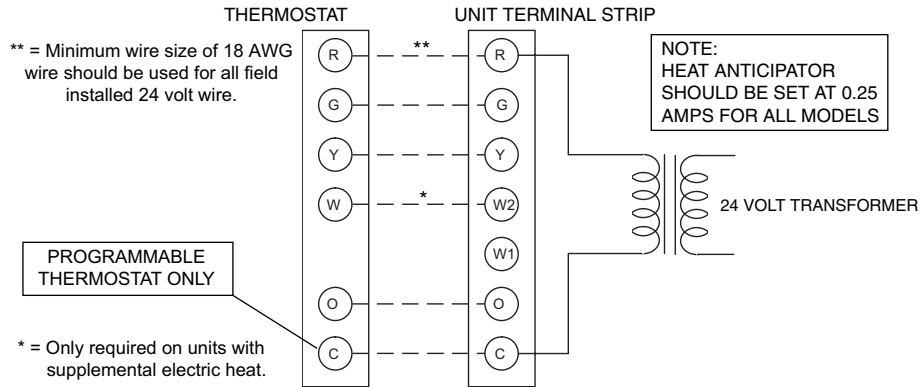 THERMOSTAT
UNIT TERMINAL STRIP
** = Minimum wire size of 18 AWG
wire should be used for all field
installed 24 volt wire.
R
**
R
NOTE:
HEAT ANTICIPATOR
SHOULD BE SET AT 0.25
AMPS FOR ALL MODELS
G
G
Y
Y
W
*
W2
24 VOLT TRANSFORMER
PROGRAMMABLE
THERMOSTAT ONLY
W1
O
O
C
C
* = Only required on units with
supplemental electric heat.